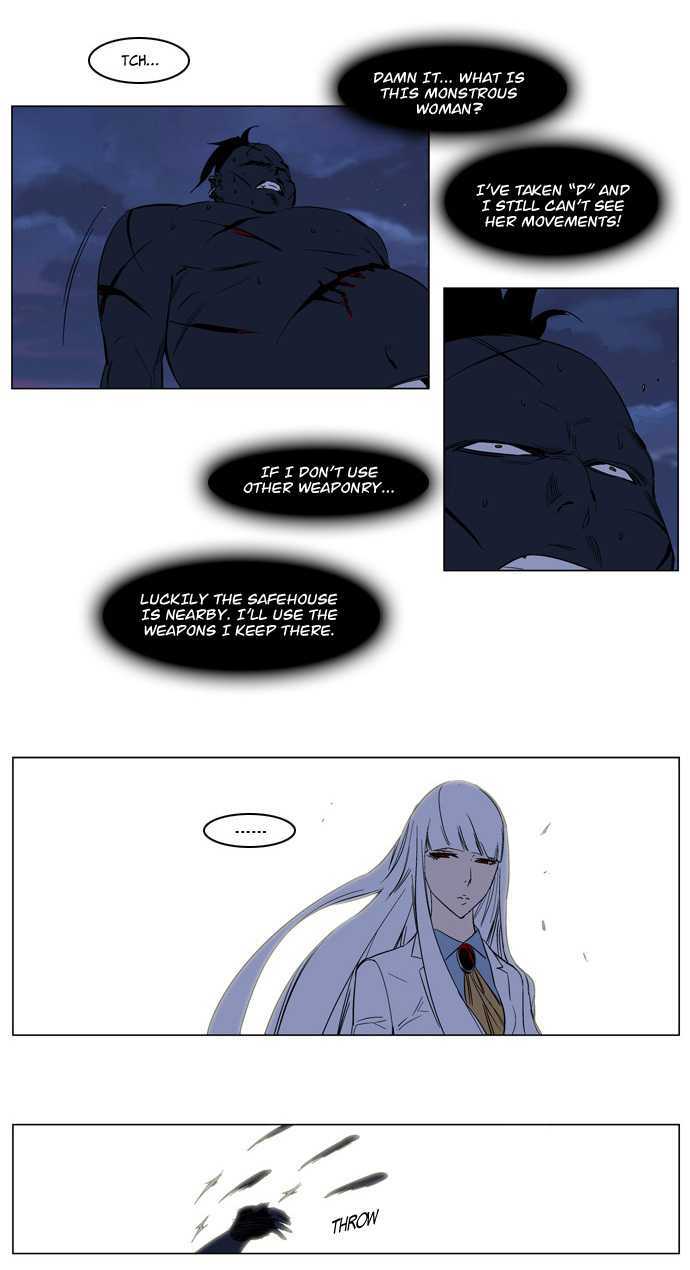 TCH...
DAMN IT... WHAT IS
THIS MONSTROUS
WOMAN?
I'VE TAKEN "D" AND
I STILL CAN'T SEE
HER MOVEMENTS!
IF I DON'T USE
OTHER WEAPONRY...
LUCKILY THE SAFEHOUSE
IS NEARBY. I'LL USE THE
WEAPONS I KEEP THERE.
......
THROW